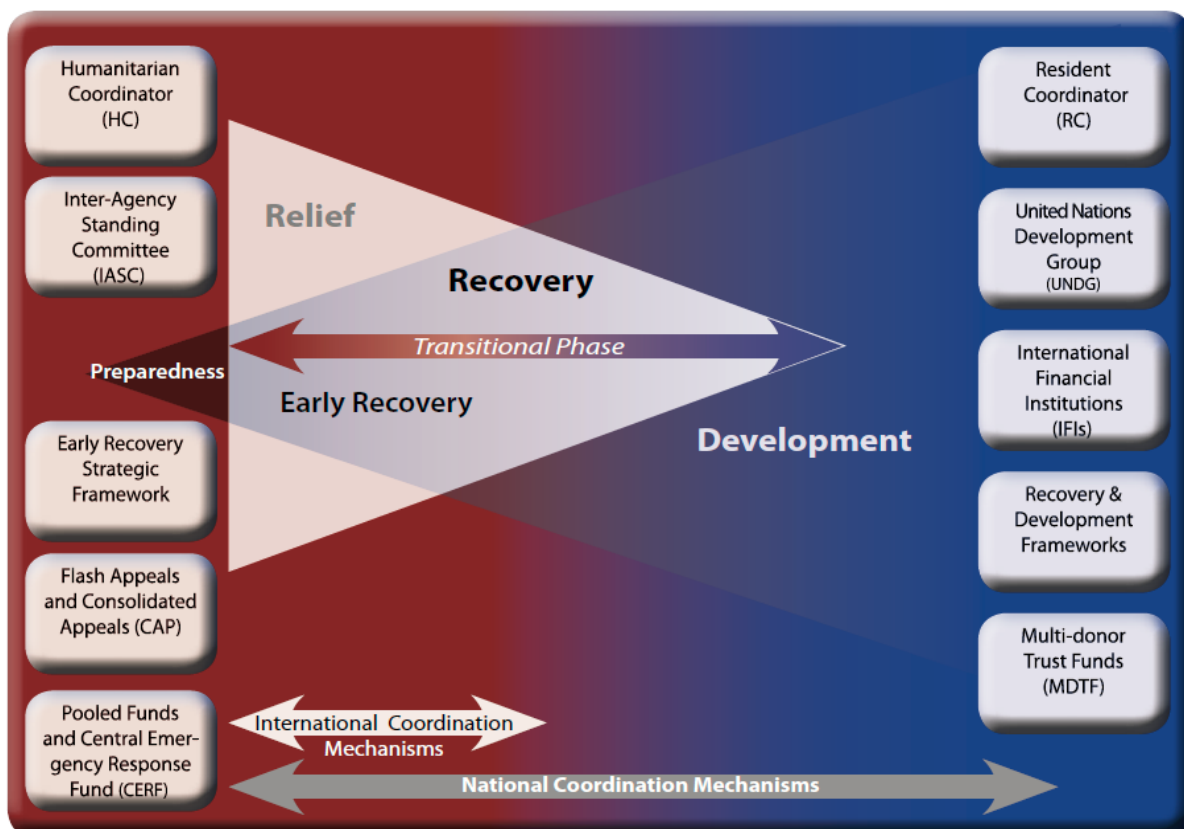 Humanitarian
Coordinator
(HC)
Inter-Agency
Standing
Committee
(IASC)
Early Recovery
Strategic
Framework
Flash Appeals
and Consolidated
Appeals (CAP)
Pooled Funds
and Central Emer-
gency Response
Fund (CERF)
Relief
Recovery
Transitional Phase
Preparedness
Early Recovery
Development
International Coordination
Mechanisms
National Coordination Mechanisms
Resident
Coordinator
(RC)
United Nations
Development
Group
(UNDG)
International
Financial
Institutions
(IFIs)
Recovery &
Development
Frameworks
Multi-donor
Trust Funds
(MDTF)